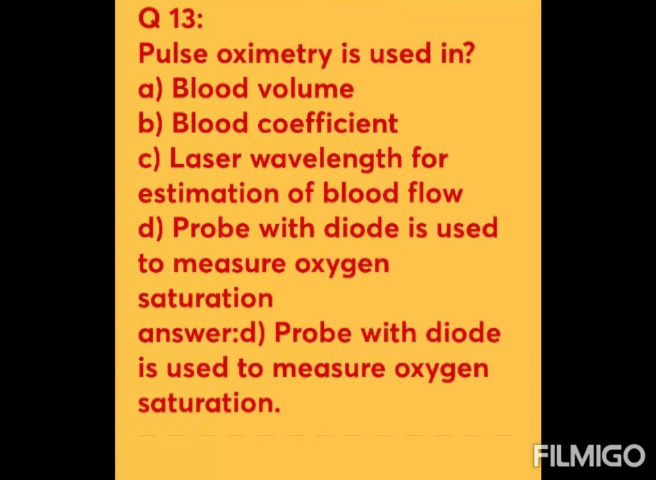 Q 13:
Pulse oximetry is used in?
a) Blood volume
b) Blood coefficient
c) Laser wavelength for
estimation of blood flow
d) Probe with diode is used
to measure oxygen
saturation
answer:d) Probe with diode
is used to measure oxygen
saturation.
FILMIGO